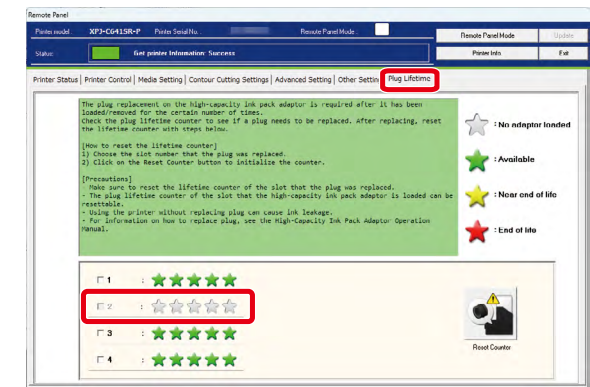 Remote Panel
Printer model: XPJ-C641SR-P Printer Serial No.: Remote Panel Mode:
Remote Panel Mode Update
Status: Get printer Information: Success
Printer Info Exit
Printer Status Printer Control Media Setting Contour Cutting Settings Advanced Setting Other Settin Plug Lifetime
The plug replacement on the high-capacity ink pack adaptor is required after it has been
loaded/removed for the certain number of times.
Check the plug lifetime counter to see if a plug needs to be replaced. After replacing, reset
the lifetime counter with steps below.
[How to reset the lifetime counter]
1) Choose the slot number that the plug was replaced.
2) Click on the Reset Counter button to initialize the counter.
[Precautions]
- Make sure to reset the lifetime counter of the slot that the plug was replaced.
- The plug lifetime counter of the slot that the high-capacity ink pack adaptor is loaded can be
resettable.
- Using the printer without replacing plug can cause ink leakage.
- For information on how to replace plug, see the High-Capacity Ink Pack Adaptor Operation
Manual.
: No adaptor loaded
: Available
: Near end of life
: End of life
1 :
2 :
3 :
4 :
Reset Counter